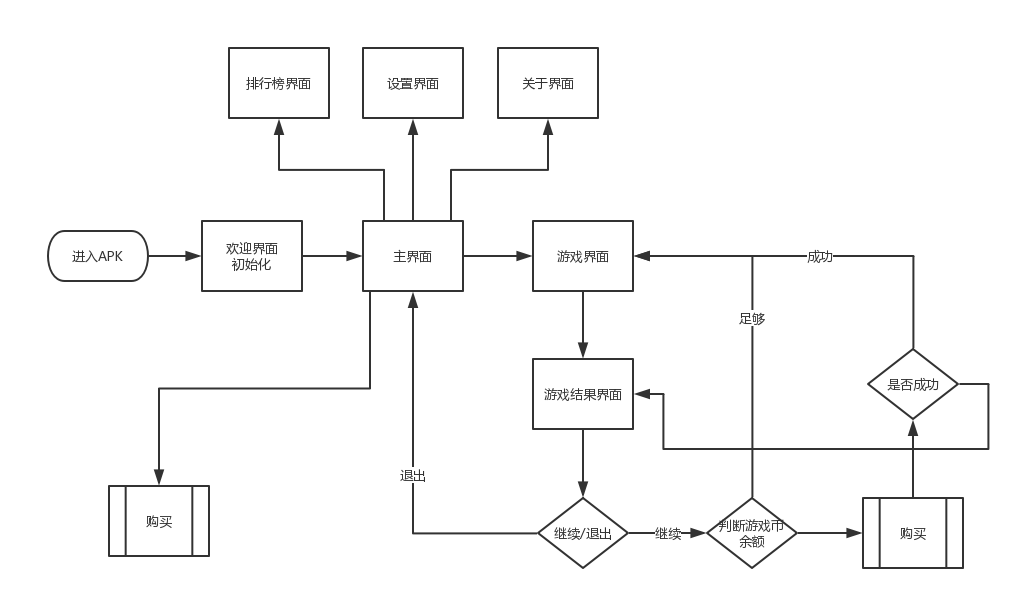 排行榜界面
设置界面
关于界面
进入APK
欢迎界面
初始化
主界面
游戏界面
成功
足够
是否成功
游戏结果界面
退出
购买
继续/退出
继续
判断游戏币
余额
购买